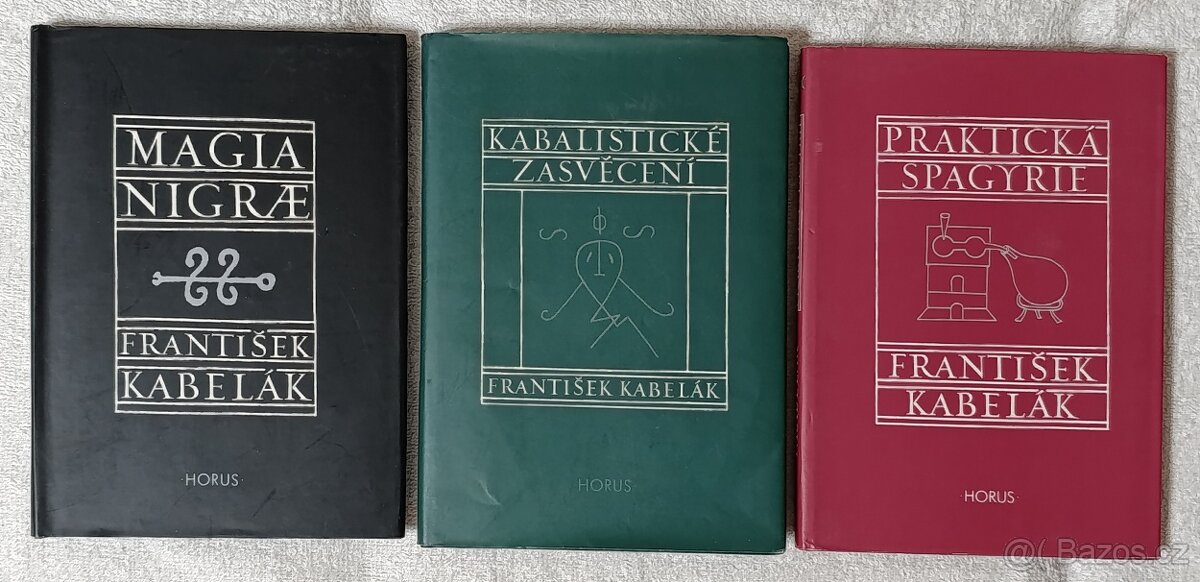 MAGIA
NIGRÆ
FRANTIŠEK
KABELÁK
·HORUS·
KABALISTICKÉ
ZASVĚCENÍ
FRANTIŠEK KABELÁK
HORUS
PRAKTICKÁ
SPAGYRIE
FRANTIŠEK
KABELÁK
·HORUS·
@( Bazos.cz